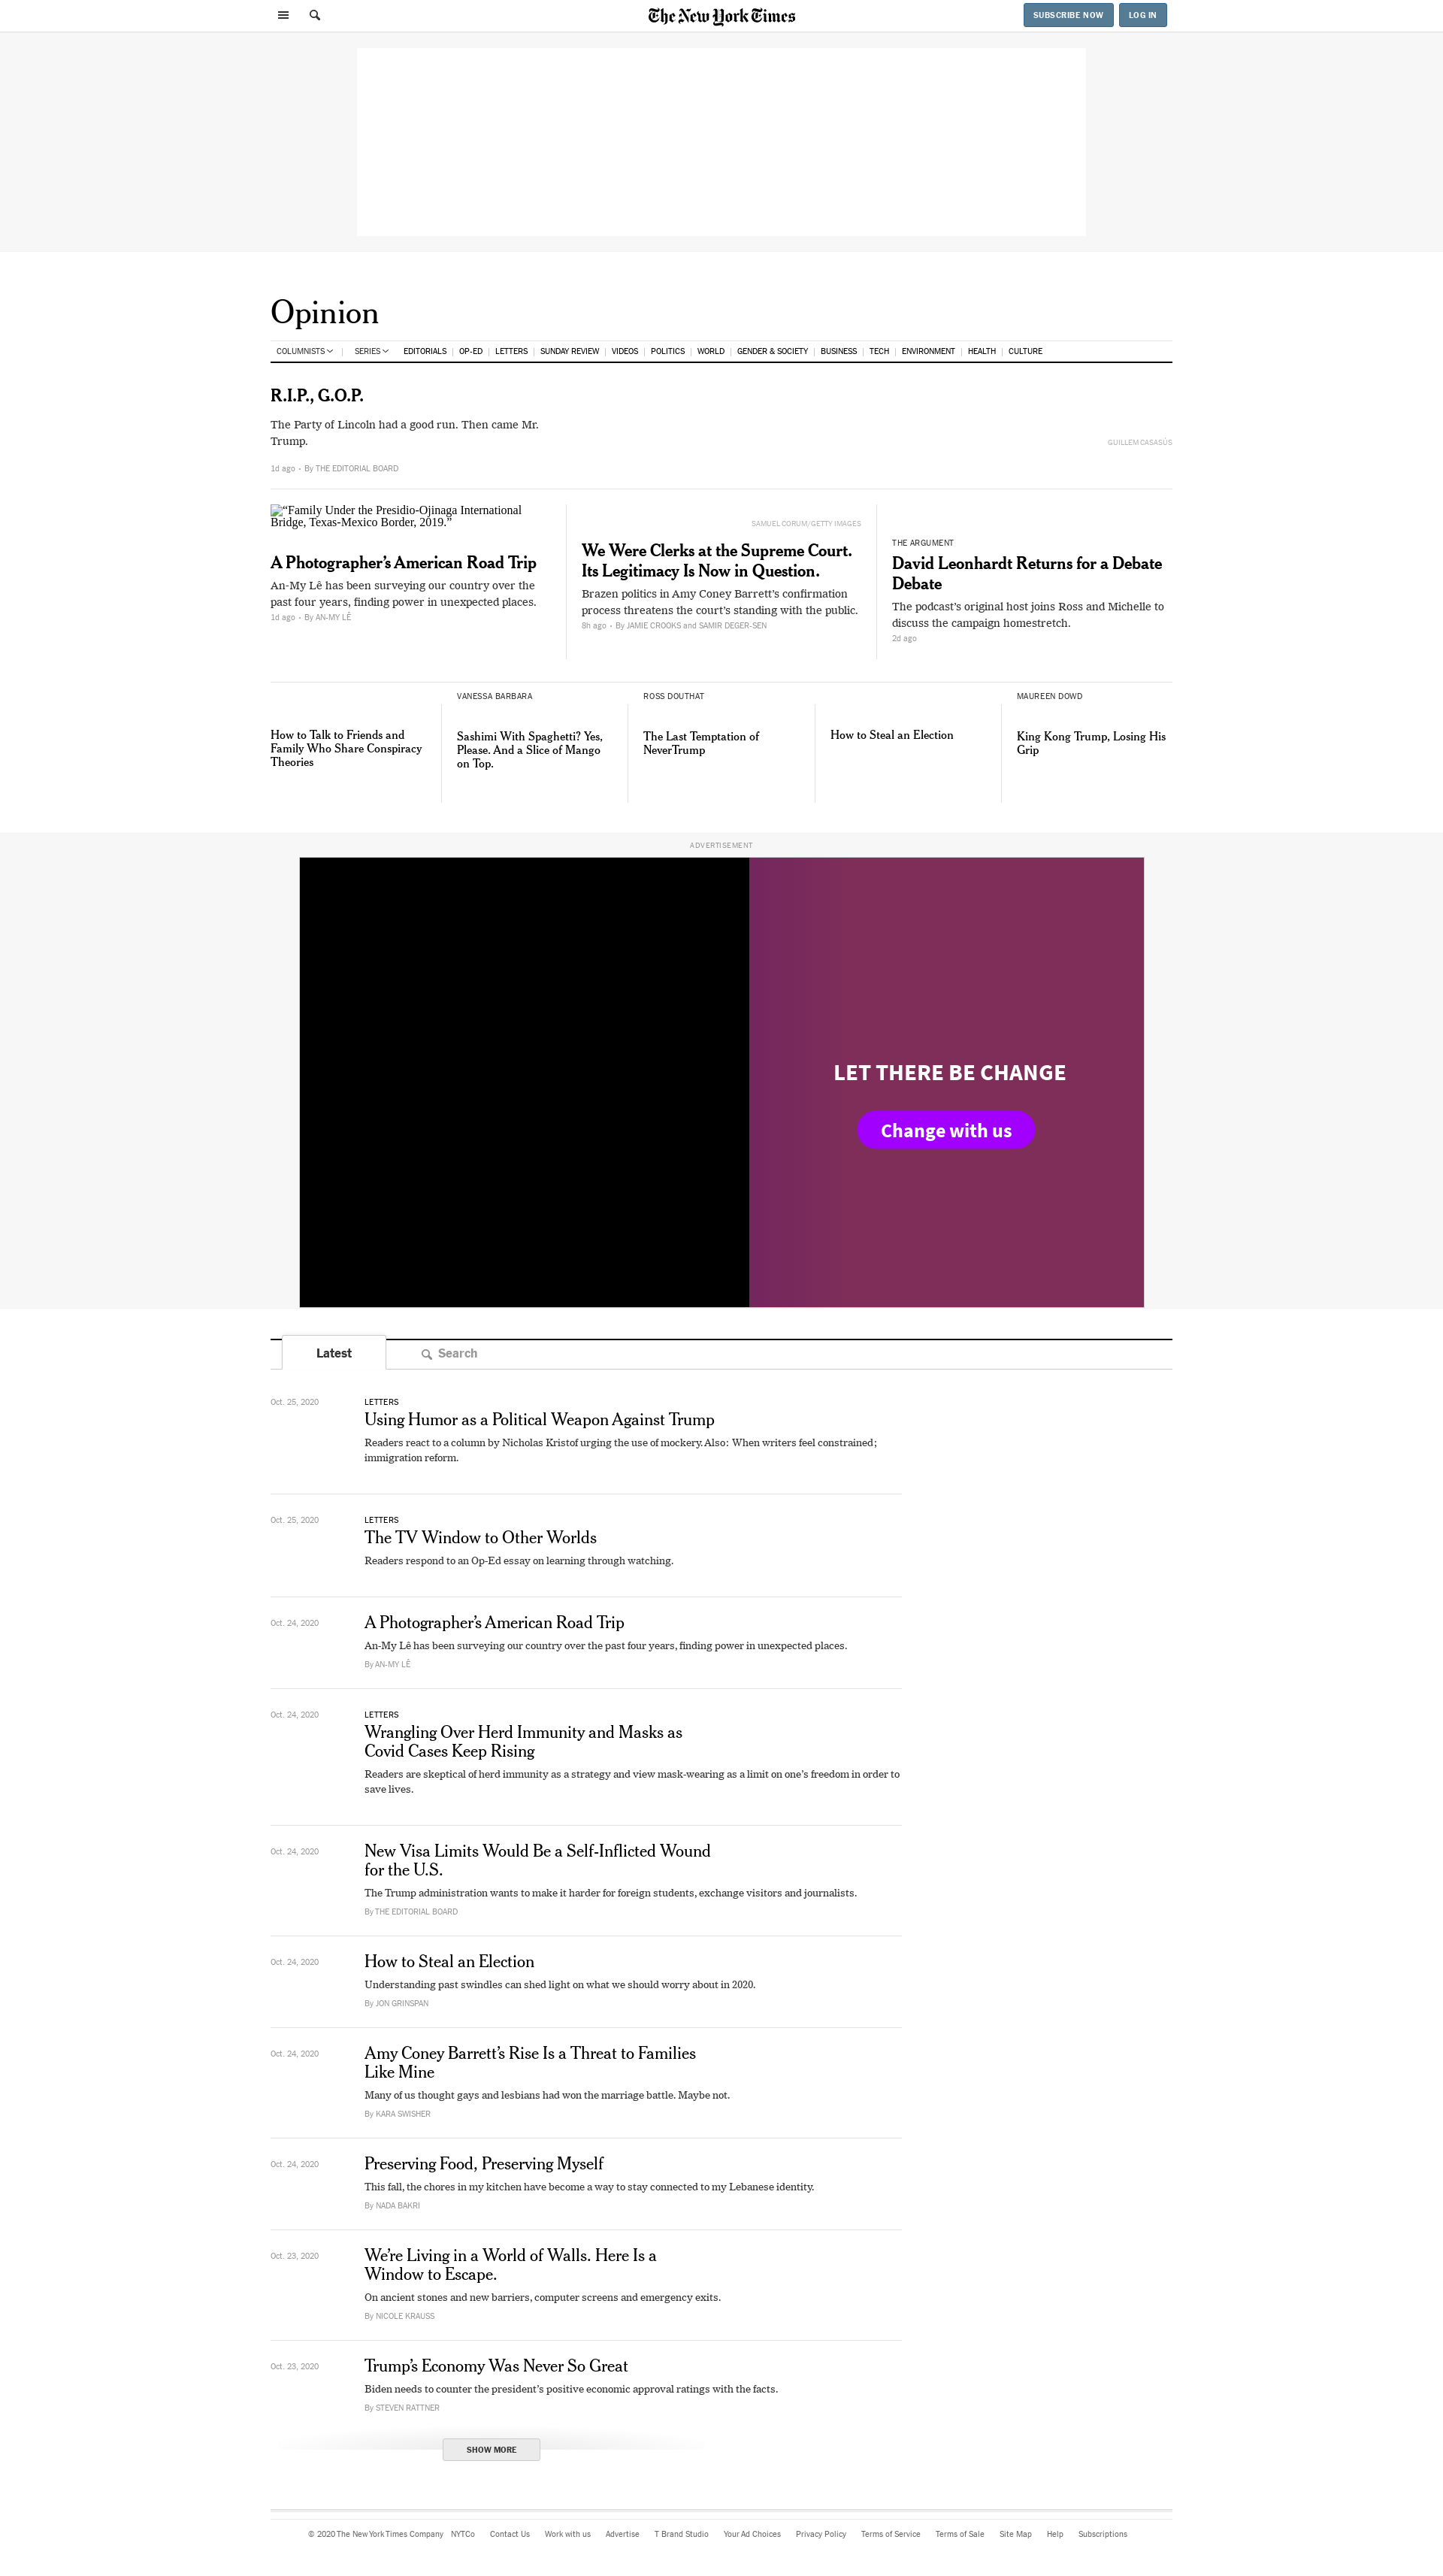 The New York Times
SUBSCRIBE NOW
LOG IN
Opinion
COLUMNISTS
SERIES
EDITORIALS
OP-ED
LETTERS
SUNDAY REVIEW
VIDEOS
POLITICS
WORLD
GENDER & SOCIETY
BUSINESS
TECH
ENVIRONMENT
HEALTH
CULTURE
R.I.P., G.O.P.
The Party of Lincoln had a good run. Then came Mr.
Trump.
GUILLEM CASASÚS
1d ago • By THE EDITORIAL BOARD
“Family Under the Presidio-Ojinaga International
Bridge, Texas-Mexico Border, 2019.”
A Photographer’s American Road Trip
An-My Lê has been surveying our country over the
past four years, finding power in unexpected places.
1d ago • By AN-MY LÊ
SAMUEL CORUM/GETTY IMAGES
We Were Clerks at the Supreme Court.
Its Legitimacy Is Now in Question.
Brazen politics in Amy Coney Barrett’s confirmation
process threatens the court’s standing with the public.
8h ago • By JAMIE CROOKS and SAMIR DEGER-SEN
THE ARGUMENT
David Leonhardt Returns for a Debate
Debate
The podcast’s original host joins Ross and Michelle to
discuss the campaign homestretch.
2d ago
How to Talk to Friends and
Family Who Share Conspiracy
Theories
VANESSA BARBARA
Sashimi With Spaghetti? Yes,
Please. And a Slice of Mango
on Top.
ROSS DOUTHAT
The Last Temptation of
NeverTrump
How to Steal an Election
MAUREEN DOWD
King Kong Trump, Losing His
Grip
ADVERTISEMENT
LET THERE BE CHANGE
Change with us
Latest
Search
Oct. 25, 2020
LETTERS
Using Humor as a Political Weapon Against Trump
Readers react to a column by Nicholas Kristof urging the use of mockery. Also: When writers feel constrained;
immigration reform.
Oct. 25, 2020
LETTERS
The TV Window to Other Worlds
Readers respond to an Op-Ed essay on learning through watching.
Oct. 24, 2020
A Photographer’s American Road Trip
An-My Lê has been surveying our country over the past four years, finding power in unexpected places.
By AN-MY LÊ
Oct. 24, 2020
LETTERS
Wrangling Over Herd Immunity and Masks as
Covid Cases Keep Rising
Readers are skeptical of herd immunity as a strategy and view mask-wearing as a limit on one’s freedom in order to
save lives.
Oct. 24, 2020
New Visa Limits Would Be a Self-Inflicted Wound
for the U.S.
The Trump administration wants to make it harder for foreign students, exchange visitors and journalists.
By THE EDITORIAL BOARD
Oct. 24, 2020
How to Steal an Election
Understanding past swindles can shed light on what we should worry about in 2020.
By JON GRINSPAN
Oct. 24, 2020
Amy Coney Barrett’s Rise Is a Threat to Families
Like Mine
Many of us thought gays and lesbians had won the marriage battle. Maybe not.
By KARA SWISHER
Oct. 24, 2020
Preserving Food, Preserving Myself
This fall, the chores in my kitchen have become a way to stay connected to my Lebanese identity.
By NADA BAKRI
Oct. 23, 2020
We’re Living in a World of Walls. Here Is a
Window to Escape.
On ancient stones and new barriers, computer screens and emergency exits.
By NICOLE KRAUSS
Oct. 23, 2020
Trump’s Economy Was Never So Great
Biden needs to counter the president’s positive economic approval ratings with the facts.
By STEVEN RATTNER
SHOW MORE
© 2020 The New York Times Company
NYTCo
Contact Us
Work with us
Advertise
T Brand Studio
Your Ad Choices
Privacy Policy
Terms of Service
Terms of Sale
Site Map
Help
Subscriptions